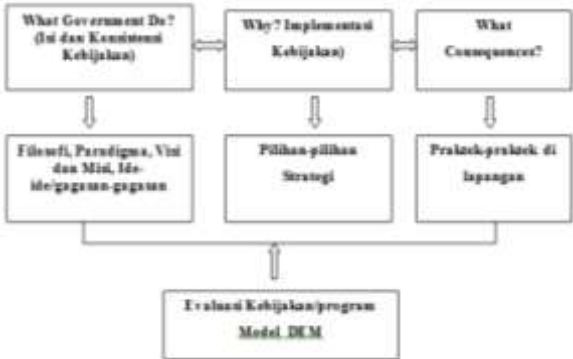 What Government Do?
(Isi dan Konsistensi
Kebijakan)
Why? Implementasi
Kebijakan)
What
Consequences?
Filosofi, Paradigma, Visi
dan Misi, Ide-
ide/gagasan-gagasan
Pilihan-pilihan
Strategi
Praktek-praktek di
lapangan
Evaluasi Kebijakan/program
Model DEM